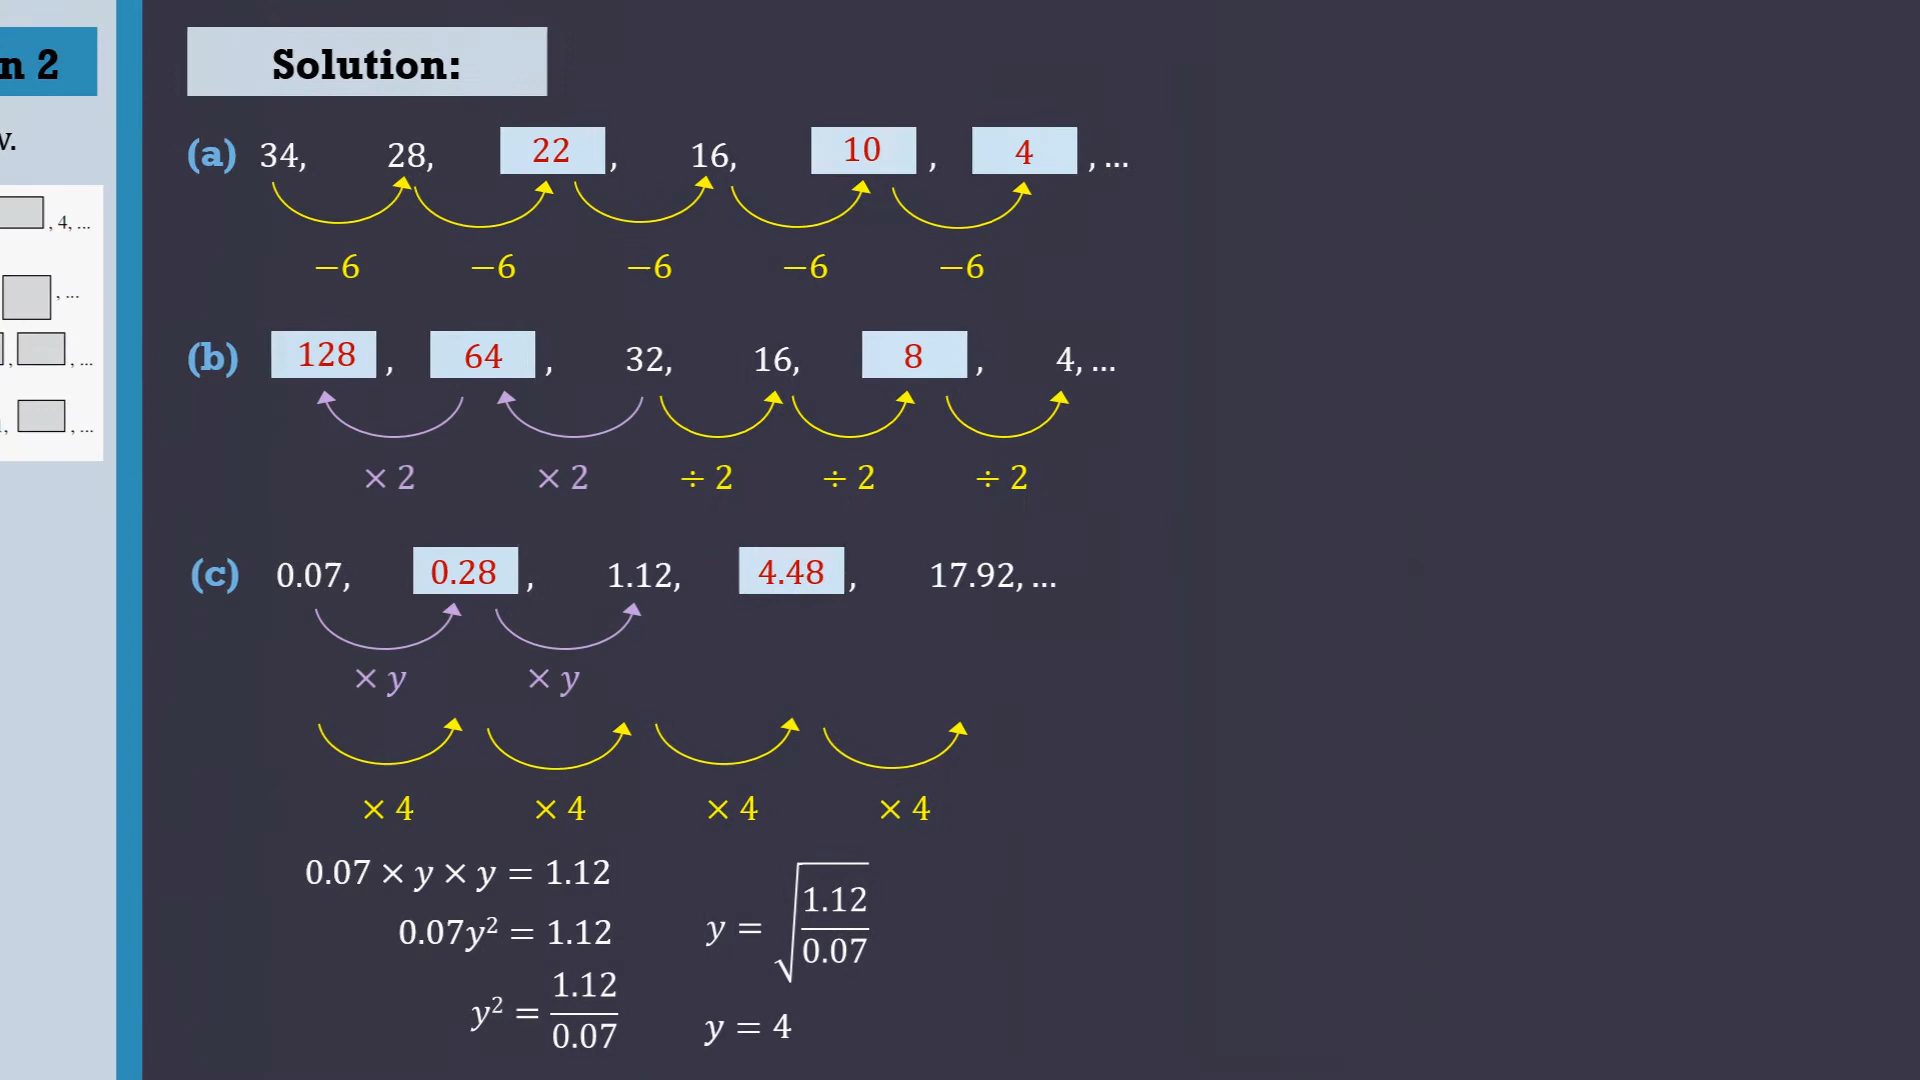 n 2
Solution:
, 4, ...
, ...
, , ...
, , ...
(a) 34, 28, 22, 16, 10, 4, ...
−6 −6 −6 −6 −6
(b) 128, 64, 32, 16, 8, 4, ...
× 2 × 2 ÷ 2 ÷ 2 ÷ 2
(c) 0.07, 0.28, 1.12, 4.48, 17.92, ...
× y × y
× 4 × 4 × 4 × 4
0.07 × y × y = 1.12
0.07y² = 1.12
y² = 1.12/0.07
y = √(1.12/0.07)
y = 4